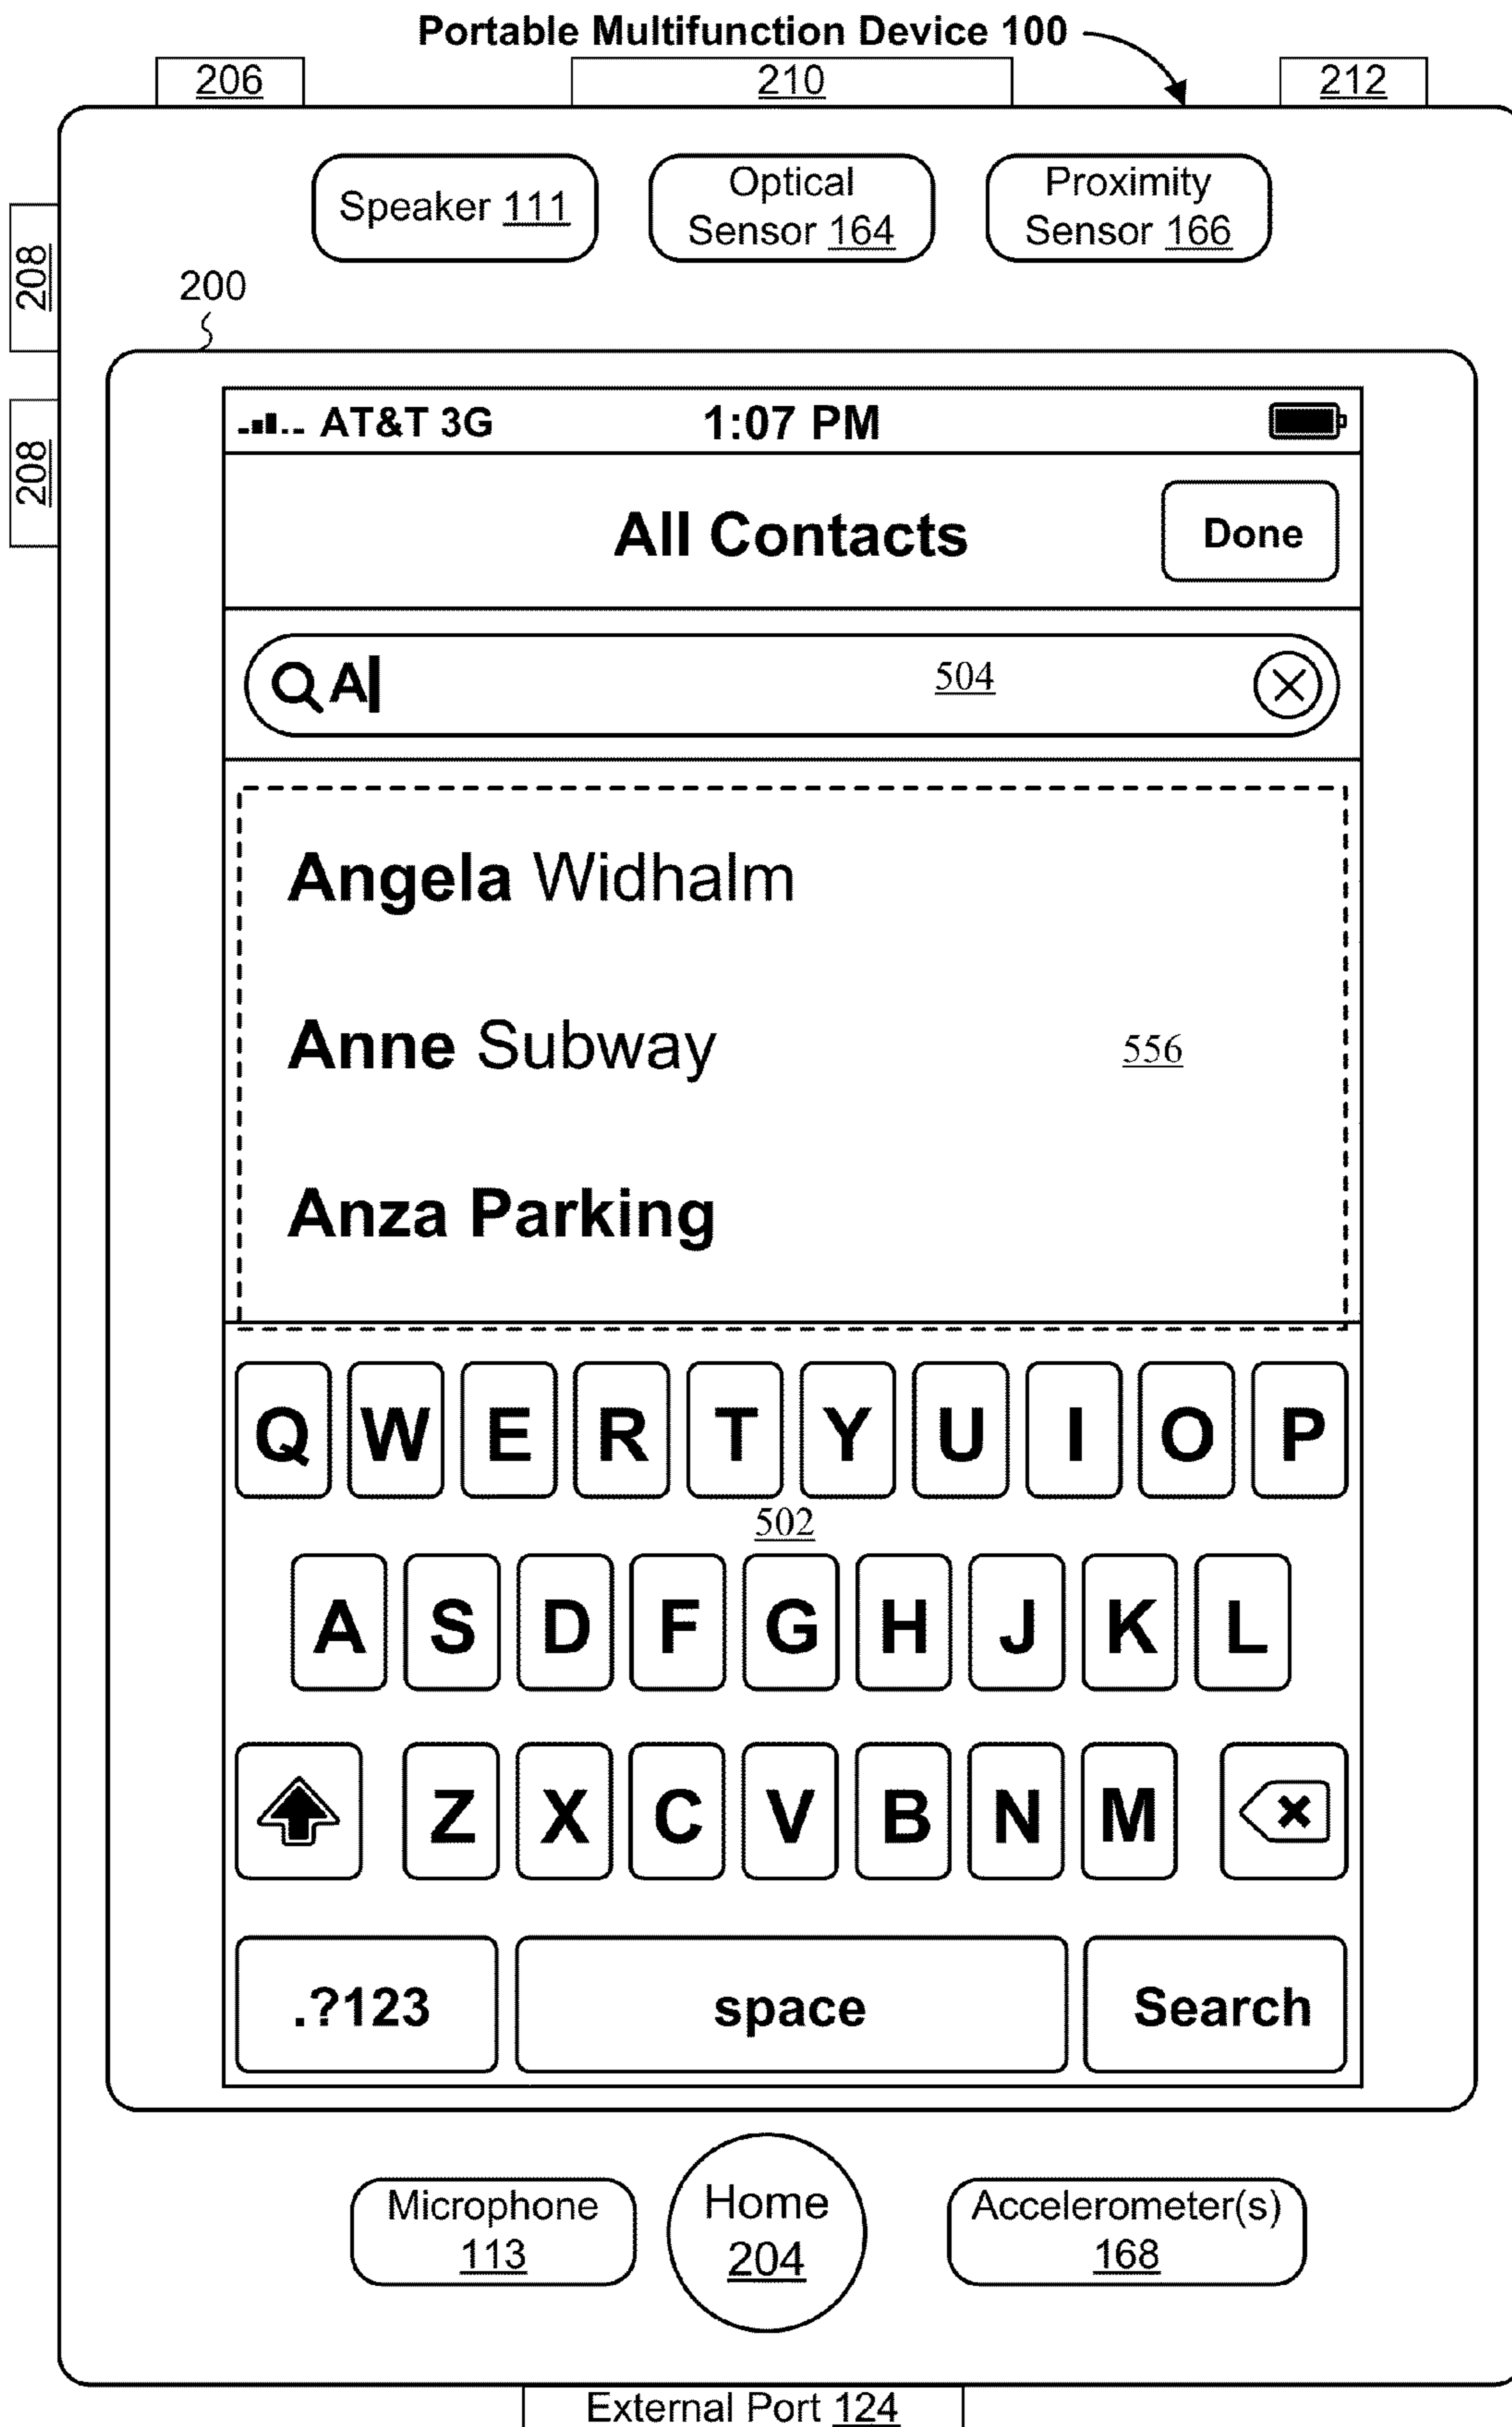 Portable Multifunction Device 100
206
210
212
Speaker 111
Optical
Sensor 164
Proximity
Sensor 166
208
200
208
AT&T 3G
1:07 PM
All Contacts
Done
A
504
Angela Widhalm
Anne Subway
556
Anza Parking
Q W E R T Y U I O P
502
A S D F G H J K L
Z X C V B N M
.?123
space
Search
Microphone
113
Home
204
Accelerometer(s)
168
External Port 124